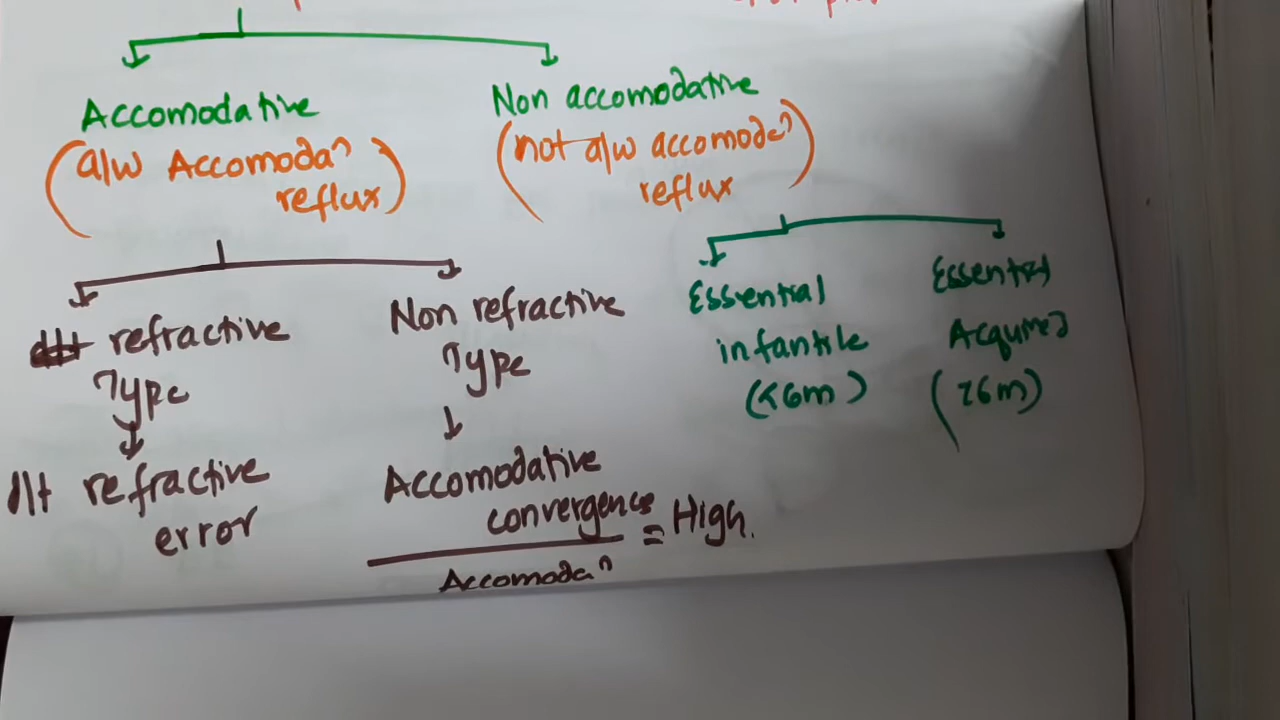 Accomodative
(a/w Accomodaⁿ
reflux)
Non accomodative
(not a/w accomodaⁿ
reflux)
refractive
Type
d/t refractive
error
Non refractive
Type
Accomodative
convergence
Accomodaⁿ
= High.
Essential
infantile
(<6m)
Essential
Acquired
(≥6m)